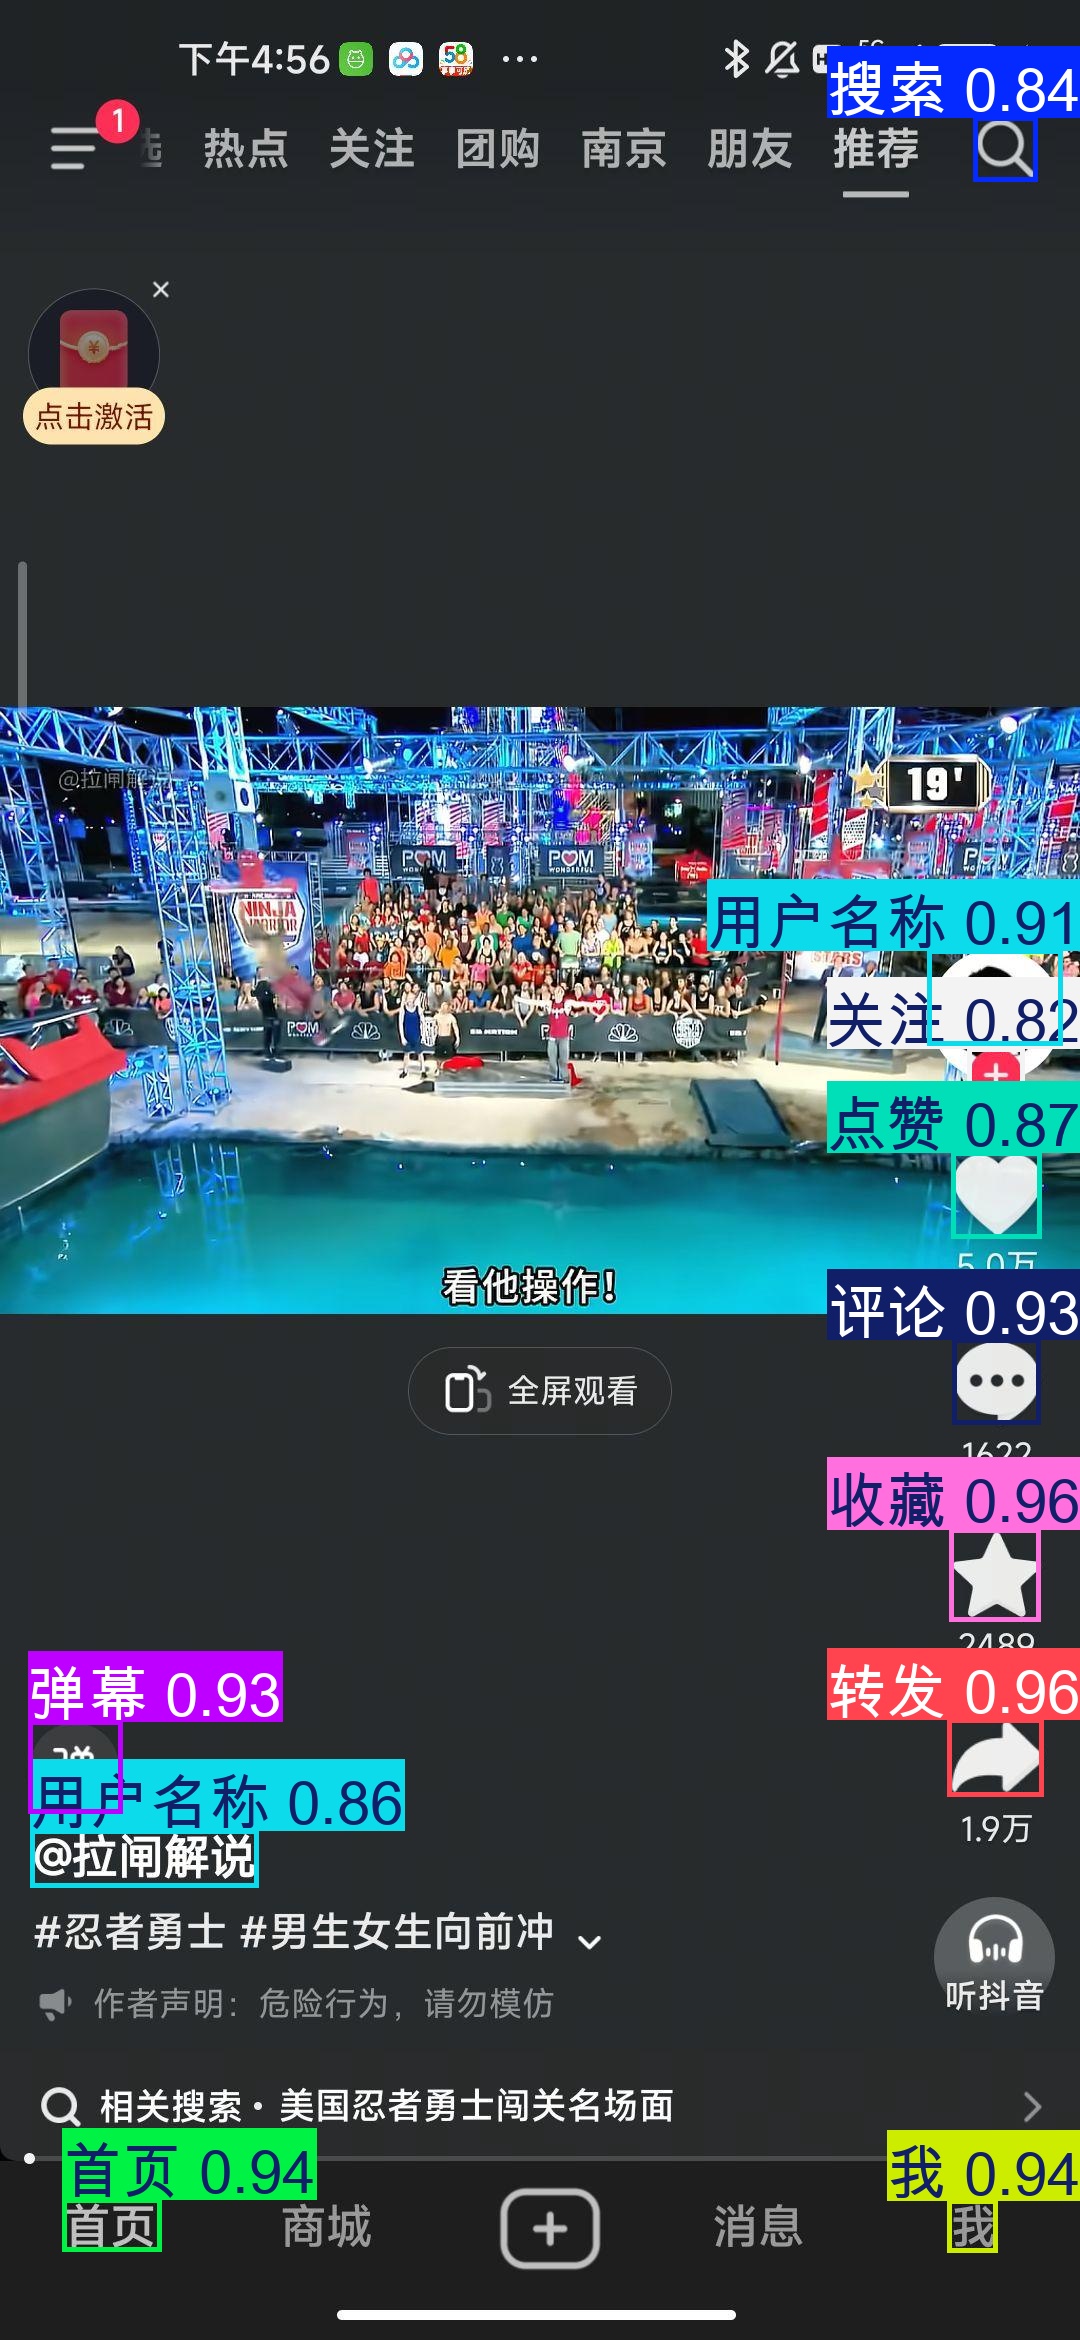 下午4:56 58 ...
搜索 0.84
1
热点 关注 团购 南京 朋友 推荐
点击激活
@拉闸解
19'
POM WONDERFUL POM WONDERFUL
NINJA
用户名称 0.91
STARS
关注 0.82
POM
点赞 0.87
5.0万
看他操作!
评论 0.93
全屏观看
1622
收藏 0.96
2489
弹幕 0.93
转发 0.96
用户名称 0.86
1.9万
@拉闸解说
#忍者勇士 #男生女生向前冲
作者声明：危险行为，请勿模仿
听抖音
相关搜索·美国忍者勇士闯关名场面
首页 0.94
我 0.94
首页 商城 消息 我